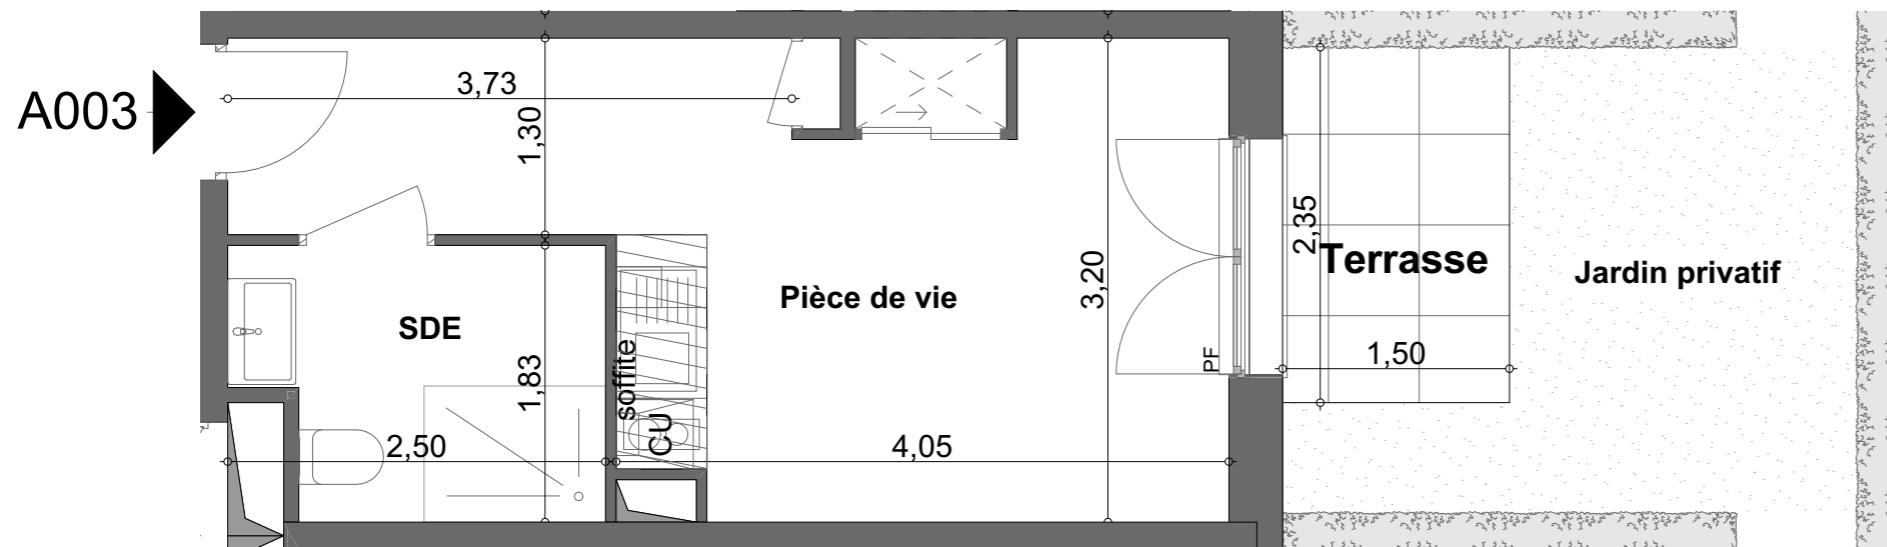 A003
3,73
1,30
SDE
1,83
2,50
soffite
CU
Pièce de vie
4,05
3,20
PF
2,35
Terrasse
1,50
Jardin privatif